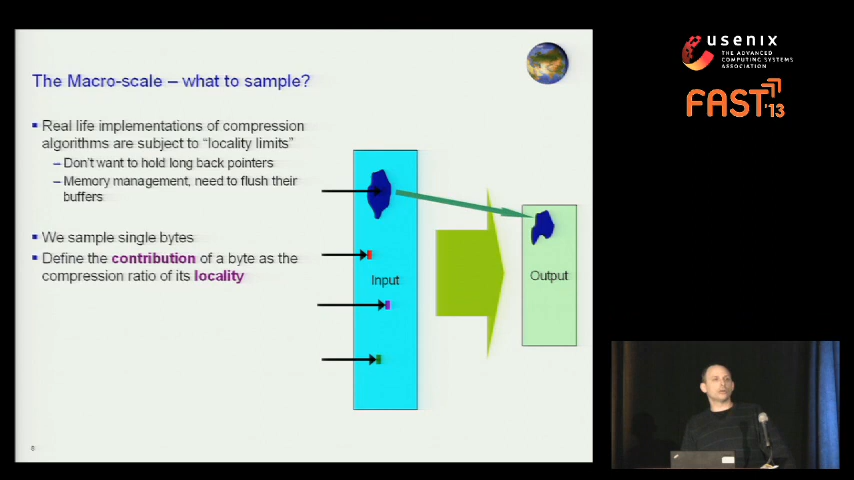 The Macro-scale – what to sample?
Real life implementations of compression
algorithms are subject to "locality limits"
– Don't want to hold long back pointers
– Memory management, need to flush their
buffers
We sample single bytes
Define the contribution of a byte as the
compression ratio of its locality
Input
Output
8
usenix
THE ADVANCED
COMPUTING SYSTEMS
ASSOCIATION
FAST '13